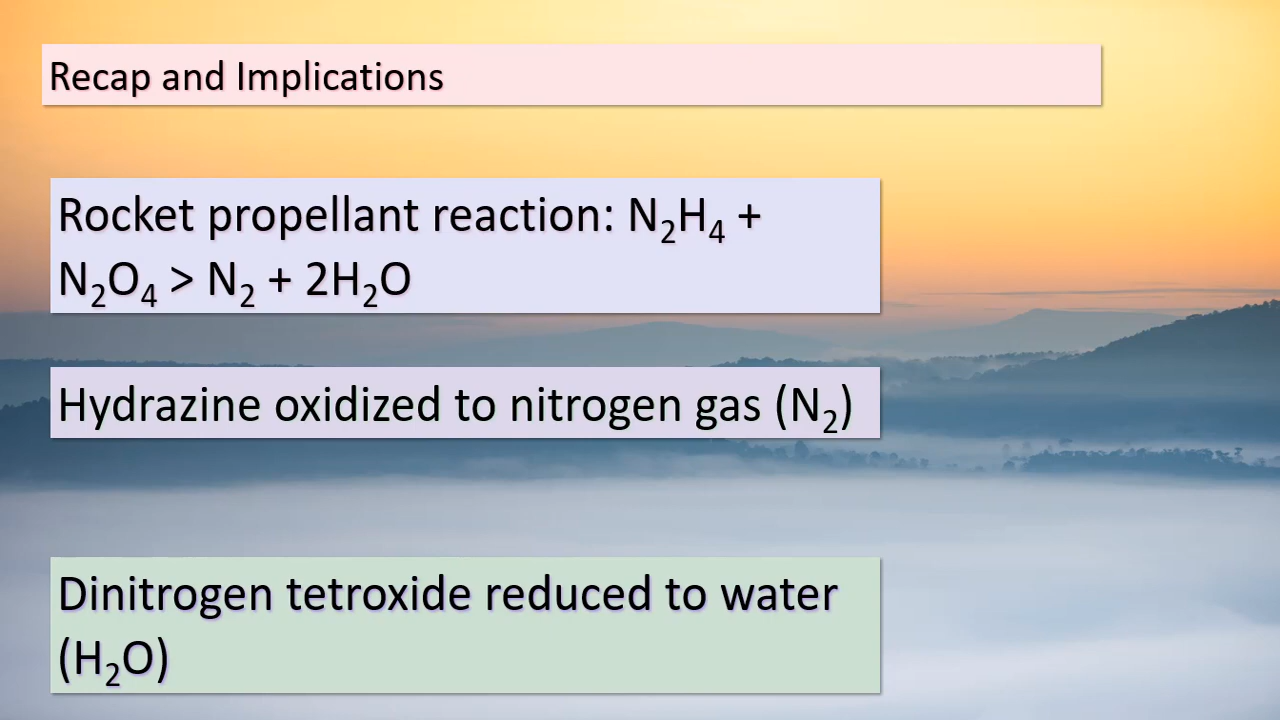 Recap and Implications
Rocket propellant reaction: N₂H₄ +
N₂O₄ > N₂ + 2H₂O
Hydrazine oxidized to nitrogen gas (N₂)
Dinitrogen tetroxide reduced to water
(H₂O)